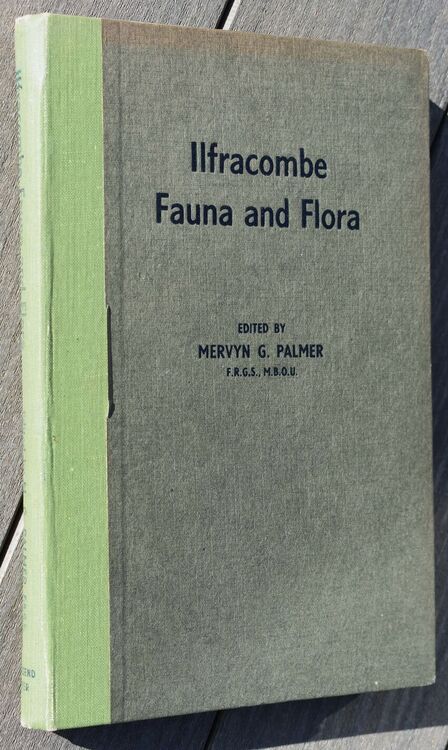 Ilfracombe
Fauna and Flora
EDITED BY
MERVYN G. PALMER
F.R.G.S., M.B.O.U.